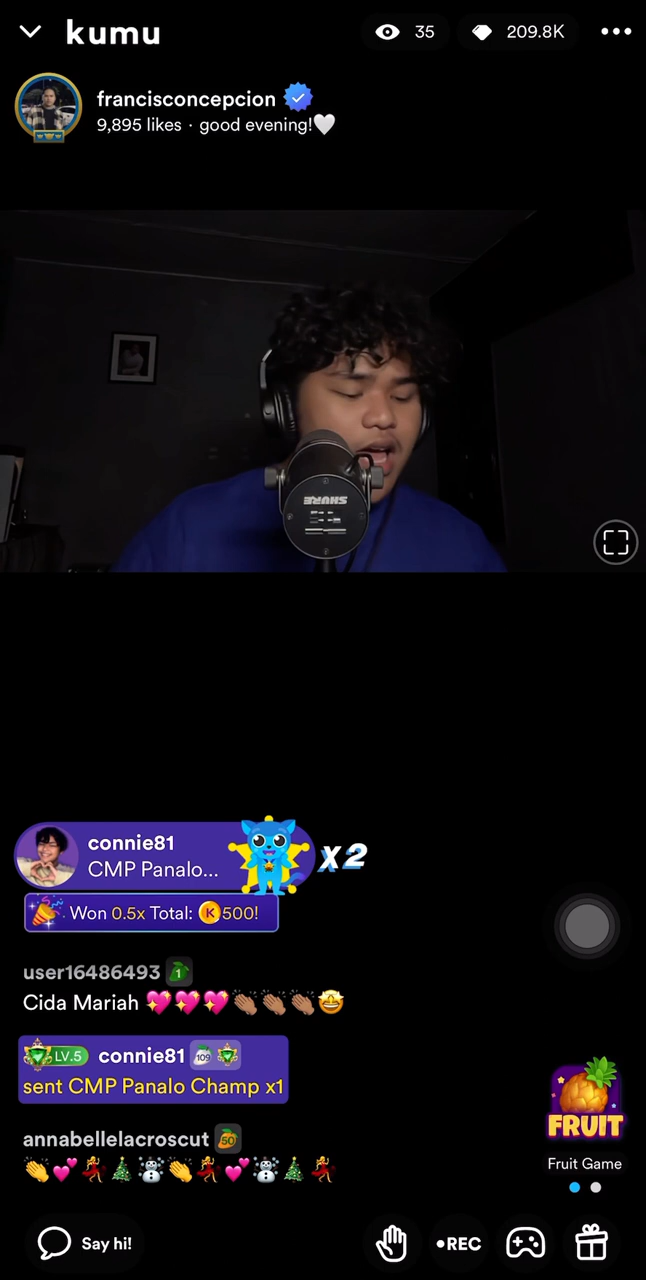 kumu
35
209.8K
francisconcepcion
9,895 likes · good evening!🤍
SHURE
connie81
CMP Panalo...
X2
Won 0.5x Total: K500!
user16486493 1
Cida Mariah 💖💖💖👏🏽👏🏽👏🏽🤩
LV.5 connie81 109
sent CMP Panalo Champ x1
annabellelacroscut 50
👏💕💃🎄☃️👏💃💕☃️🎄💃
FRUIT
Fruit Game
Say hi!
•REC